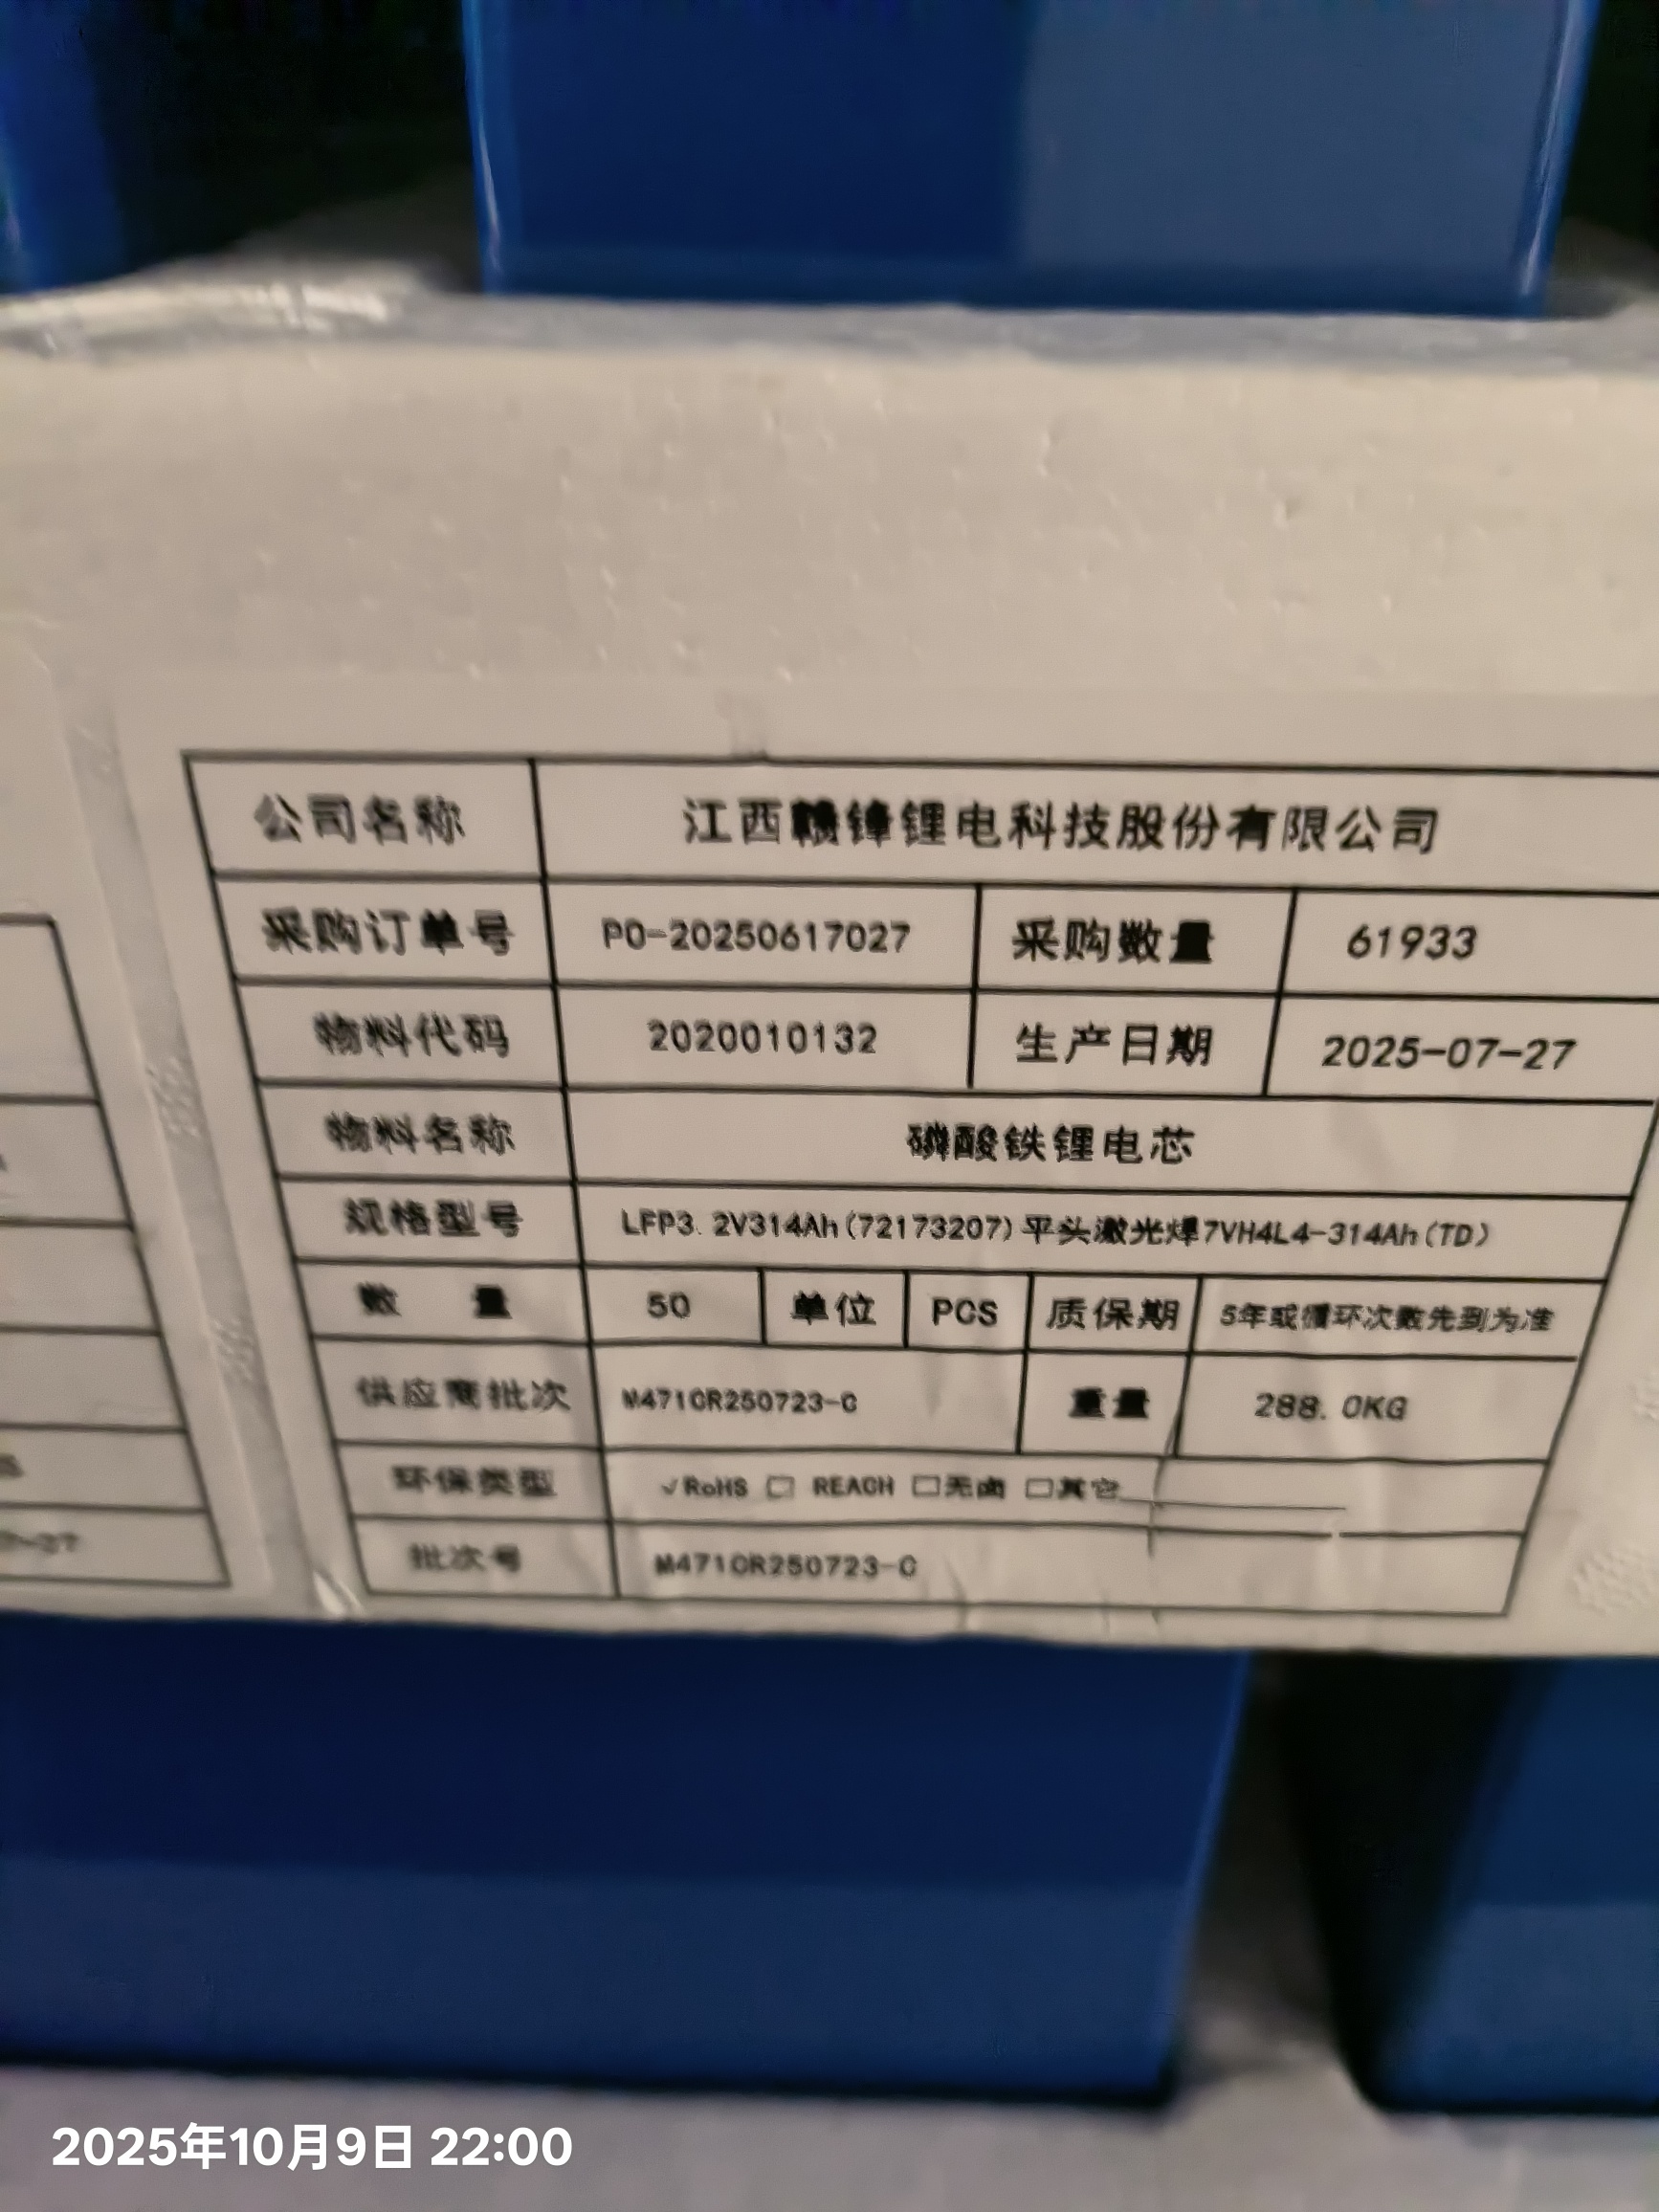 公司名称 江西赣锋锂电科技股份有限公司
采购订单号 PO-20250617027 采购数量 61933
物料代码 2020010132 生产日期 2025-07-27
物料名称 磷酸铁锂电芯
规格型号 LFP3.2V314Ah(72173207)平头激光焊7VH4L4-314Ah(TD)
数 量 50 单位 PCS 质保期 5年或循环次数先到为准
供应商批次 M471CR250723-C 重量 288.0KG
环保类型 ✓RoHS □ REACH □无卤 □其它
批次号 M471CR250723-C
2025年10月9日 22:00